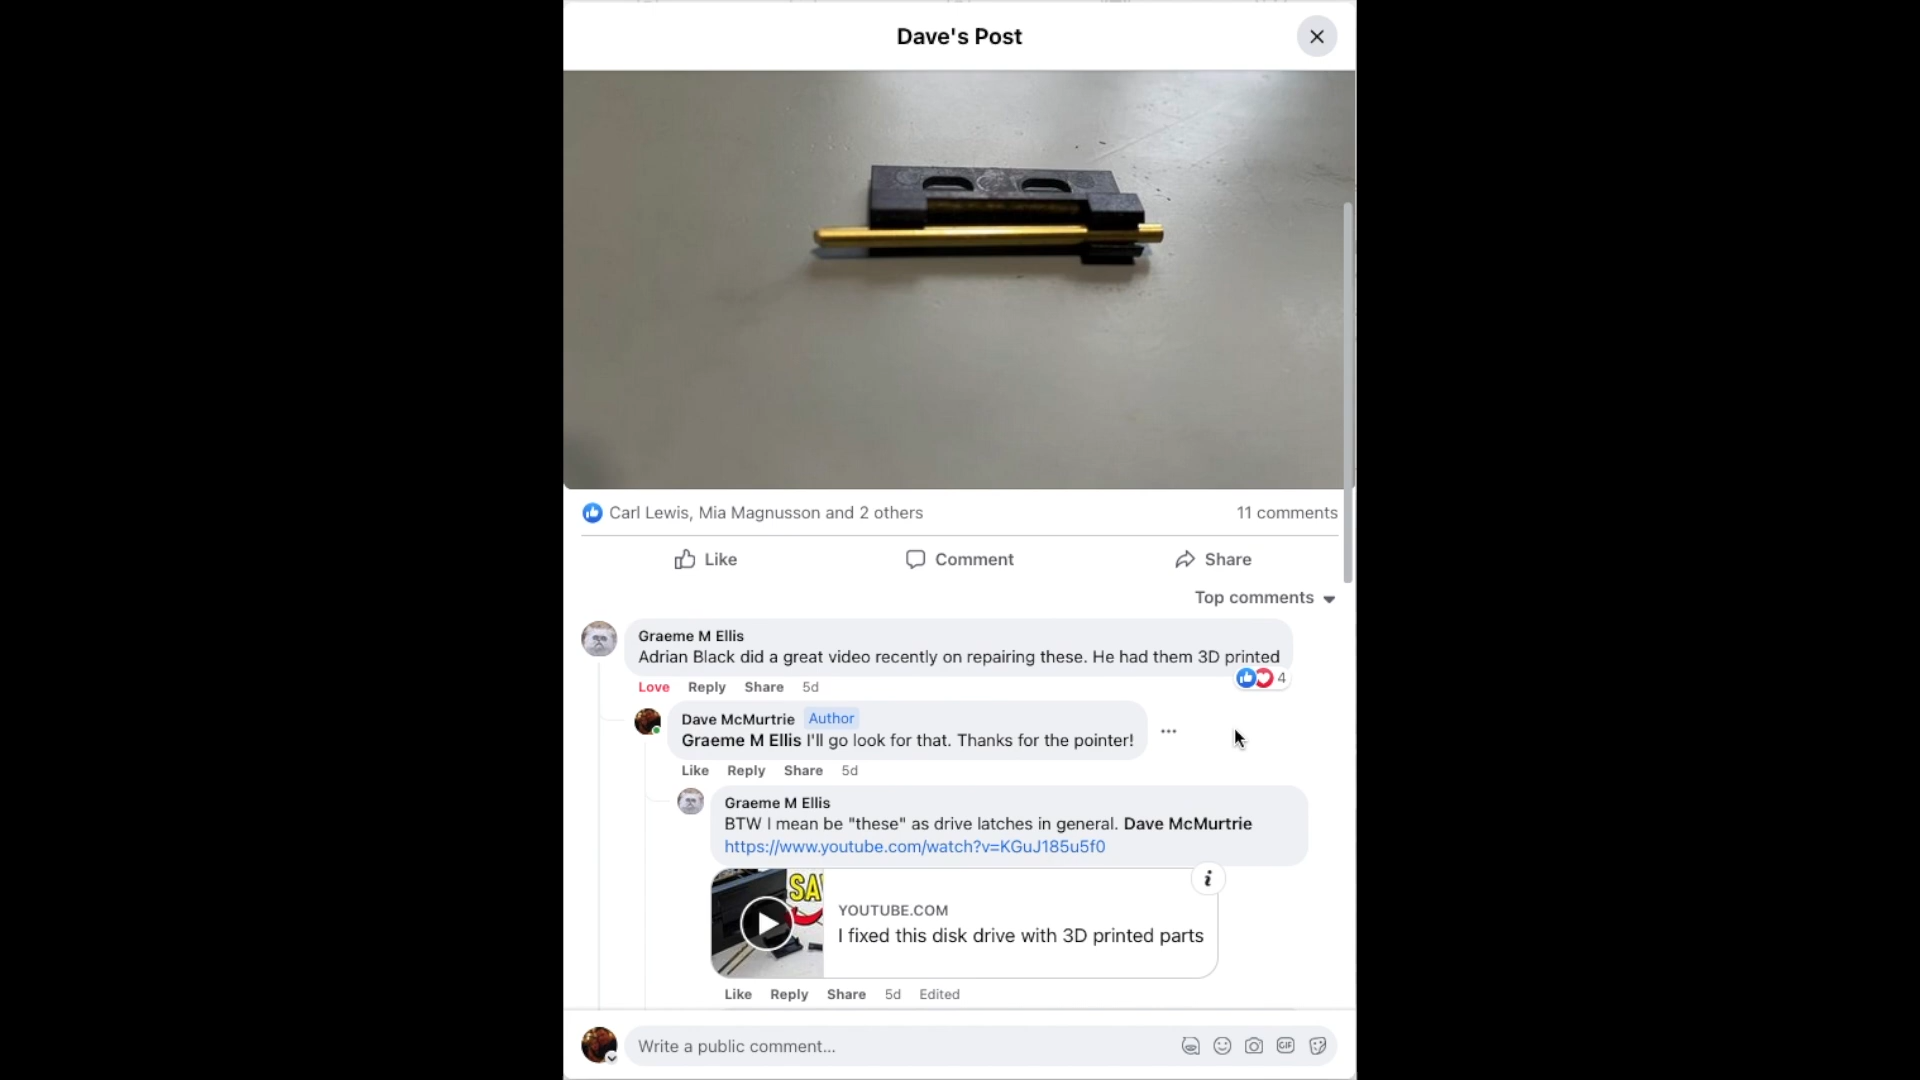 Dave's Post
Carl Lewis, Mia Magnusson and 2 others
11 comments
Like
Comment
Share
Top comments
Graeme M Ellis
Adrian Black did a great video recently on repairing these. He had them 3D printed
4
Love Reply Share 5d
Dave McMurtrie Author
Graeme M Ellis I'll go look for that. Thanks for the pointer!
Like Reply Share 5d
Graeme M Ellis
BTW I mean be "these" as drive latches in general. Dave McMurtrie
https://www.youtube.com/watch?v=KGuJ185u5f0
SA
YOUTUBE.COM
I fixed this disk drive with 3D printed parts
Like Reply Share 5d Edited
Write a public comment...
GIF